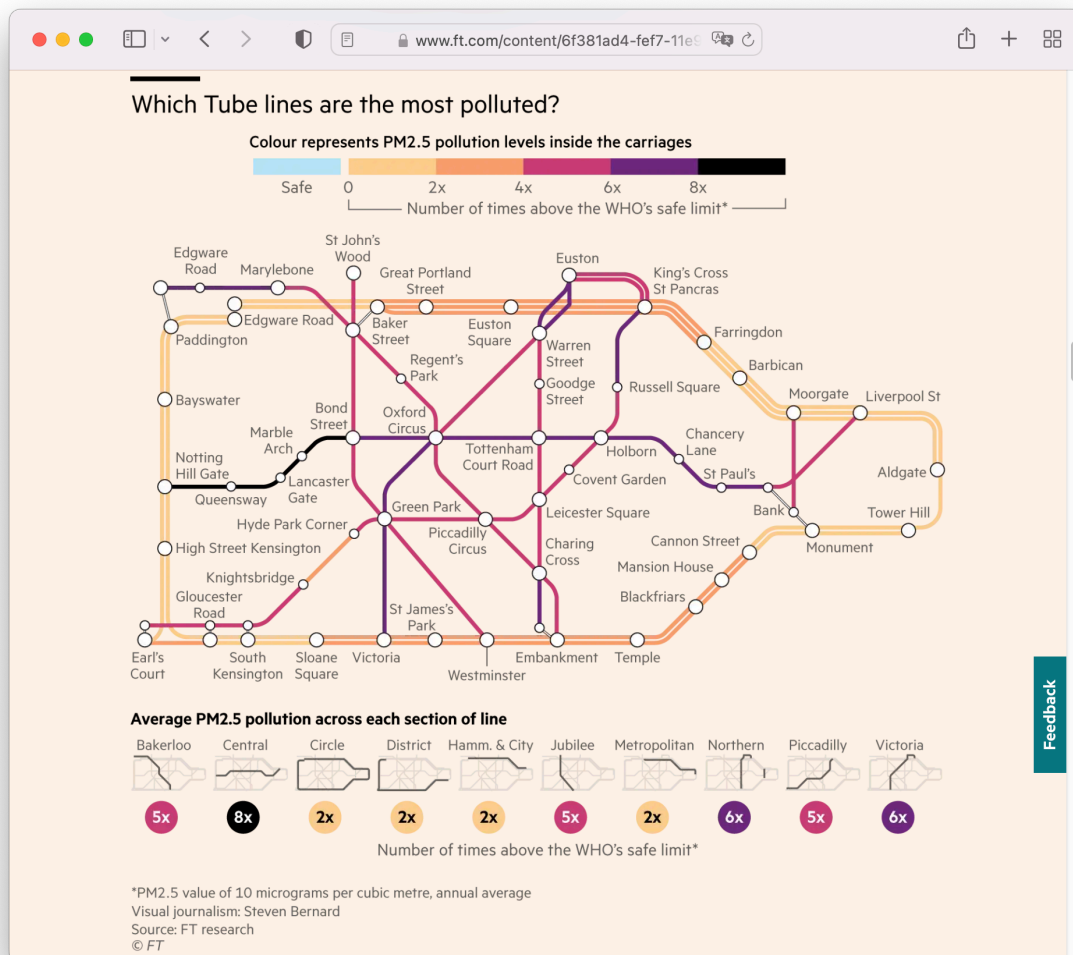 www.ft.com/content/6f381ad4-fef7-11e
Which Tube lines are the most polluted?
Colour represents PM2.5 pollution levels inside the carriages
Safe 0 2x 4x 6x 8x
Number of times above the WHO's safe limit*
St John's
Wood
Edgware
Road
Marylebone
Great Portland
Street
Euston
King's Cross
St Pancras
Edgware Road
Paddington
Baker
Street
Euston
Square
Warren
Street
Farringdon
Barbican
Regent's
Park
Goodge
Street
Russell Square
Moorgate
Liverpool St
Bayswater
Bond
Street
Oxford
Circus
Marble
Arch
Tottenham
Court Road
Holborn
Chancery
Lane
Notting
Hill Gate
Queensway
Lancaster
Gate
Covent Garden
St Paul's
Aldgate
Hyde Park Corner
Green Park
Piccadilly
Circus
Leicester Square
Bank
Tower Hill
Monument
High Street Kensington
Charing
Cross
Cannon Street
Mansion House
Knightsbridge
Gloucester
Road
St James's
Park
Blackfriars
Earl's
Court
South
Kensington
Sloane
Square
Victoria
Westminster
Embankment
Temple
Feedback
Average PM2.5 pollution across each section of line
Bakerloo Central Circle District Hamm. & City Jubilee Metropolitan Northern Piccadilly Victoria
5x 8x 2x 2x 2x 5x 2x 6x 5x 6x
Number of times above the WHO's safe limit*
*PM2.5 value of 10 micrograms per cubic metre, annual average
Visual journalism: Steven Bernard
Source: FT research
© FT